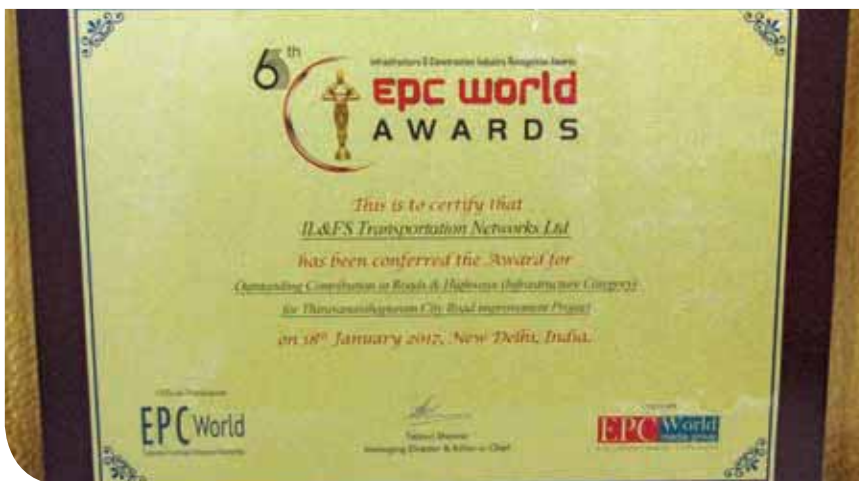 6th
Infrastructure & Construction Industry Recognition Awards
EPC WORLD
AWARDS
This is to certify that
IL&FS Transportation Networks Ltd
has been conferred the Award for
Outstanding Contribution in Roads & Highways (Infrastructure Category)
for Thiruvananthapuram City Road improvement Project
on 18th January 2017, New Delhi, India.
EPC World
EPC World
media group
Managing Director & Editor-in-Chief